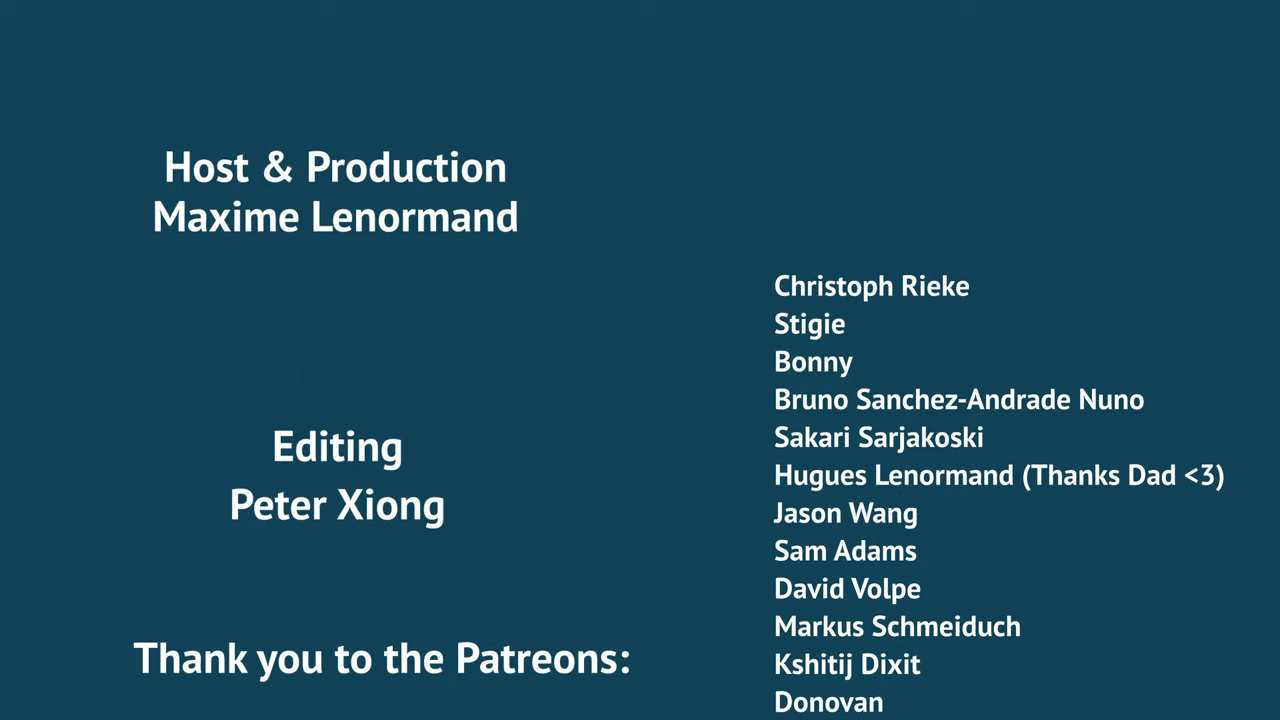 Host & Production
Maxime Lenormand
Editing
Peter Xiong
Thank you to the Patreons:
Christoph Rieke
Stigie
Bonny
Bruno Sanchez-Andrade Nuno
Sakari Sarjakoski
Hugues Lenormand (Thanks Dad <3)
Jason Wang
Sam Adams
David Volpe
Markus Schmeiduch
Kshitij Dixit
Donovan